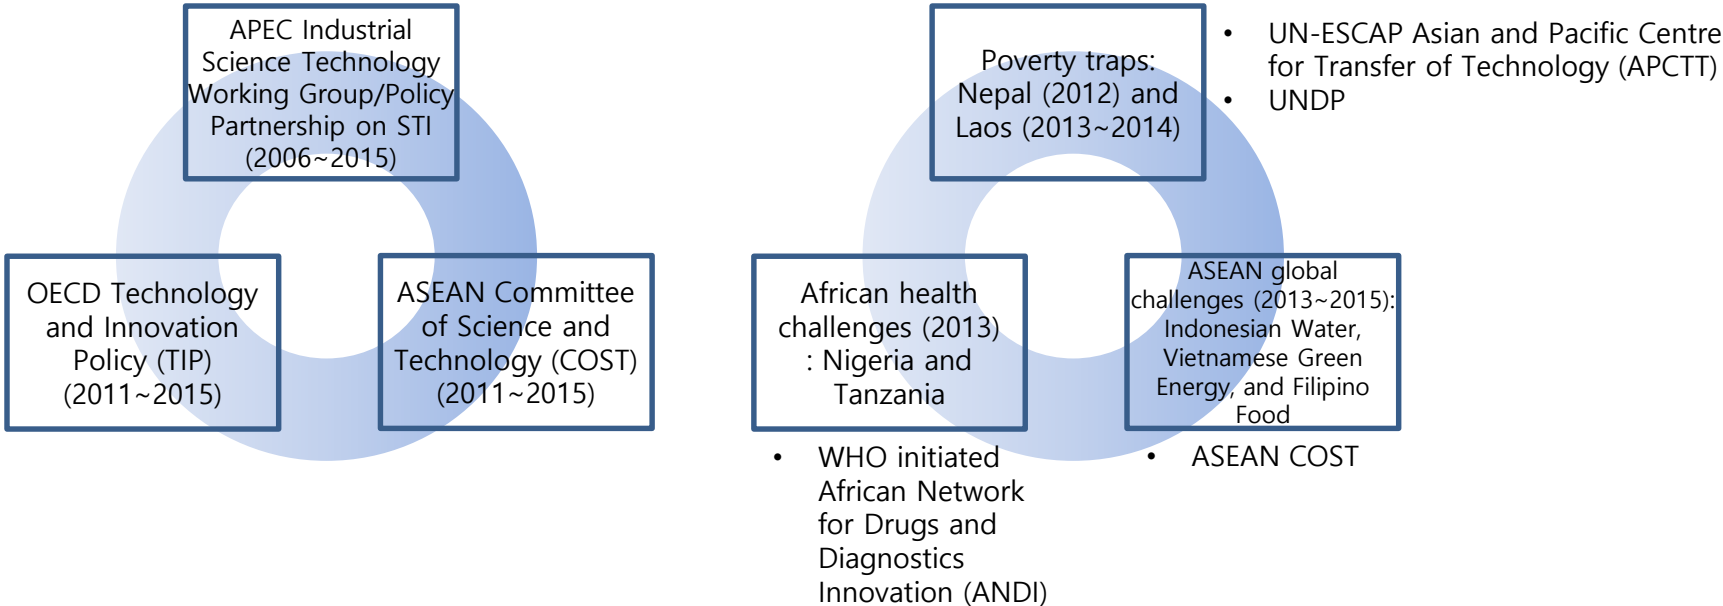 APEC Industrial
Science Technology
Working Group/Policy
Partnership on STI
(2006~2015)
OECD Technology
and Innovation
Policy (TIP)
(2011~2015)
ASEAN Committee
of Science and
Technology (COST)
(2011~2015)
Poverty traps:
Nepal (2012) and
Laos (2013~2014)
• UN-ESCAP Asian and Pacific Centre
for Transfer of Technology (APCTT)
• UNDP
African health
challenges (2013)
: Nigeria and
Tanzania
• WHO initiated
African Network
for Drugs and
Diagnostics
Innovation (ANDI)
ASEAN global
challenges (2013~2015):
Indonesian Water,
Vietnamese Green
Energy, and Filipino
Food
• ASEAN COST